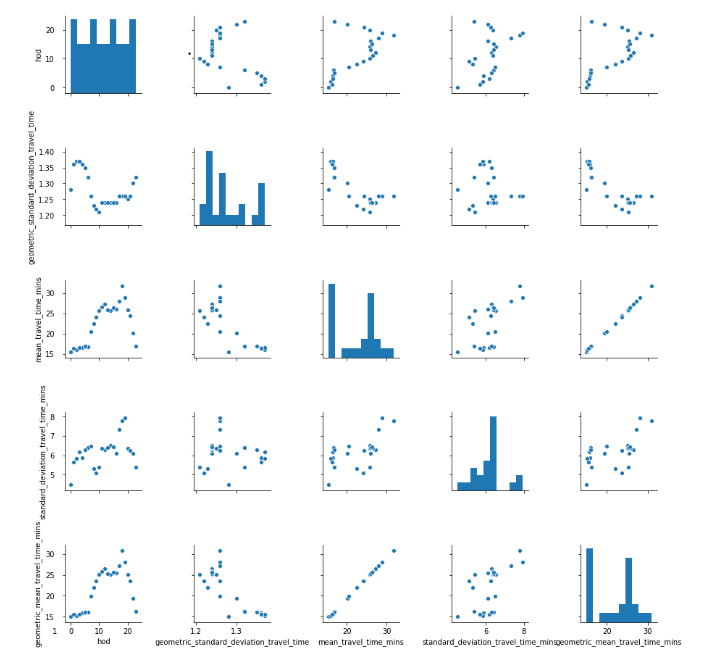 hod
20
10
0
geometric_standard_deviation_travel_time
1.40
1.35
1.30
1.25
1.20
mean_travel_time_mins
30
25
20
15
standard_deviation_travel_time_mins
8
7
6
5
geometric_mean_travel_time_mins
30
25
20
15
1 0 10 20
1.2 1.3
20 30
6 8
20 30
hod
geometric_standard_deviation_travel_time
mean_travel_time_mins
standard_deviation_travel_time_mins
geometric_mean_travel_time_mins